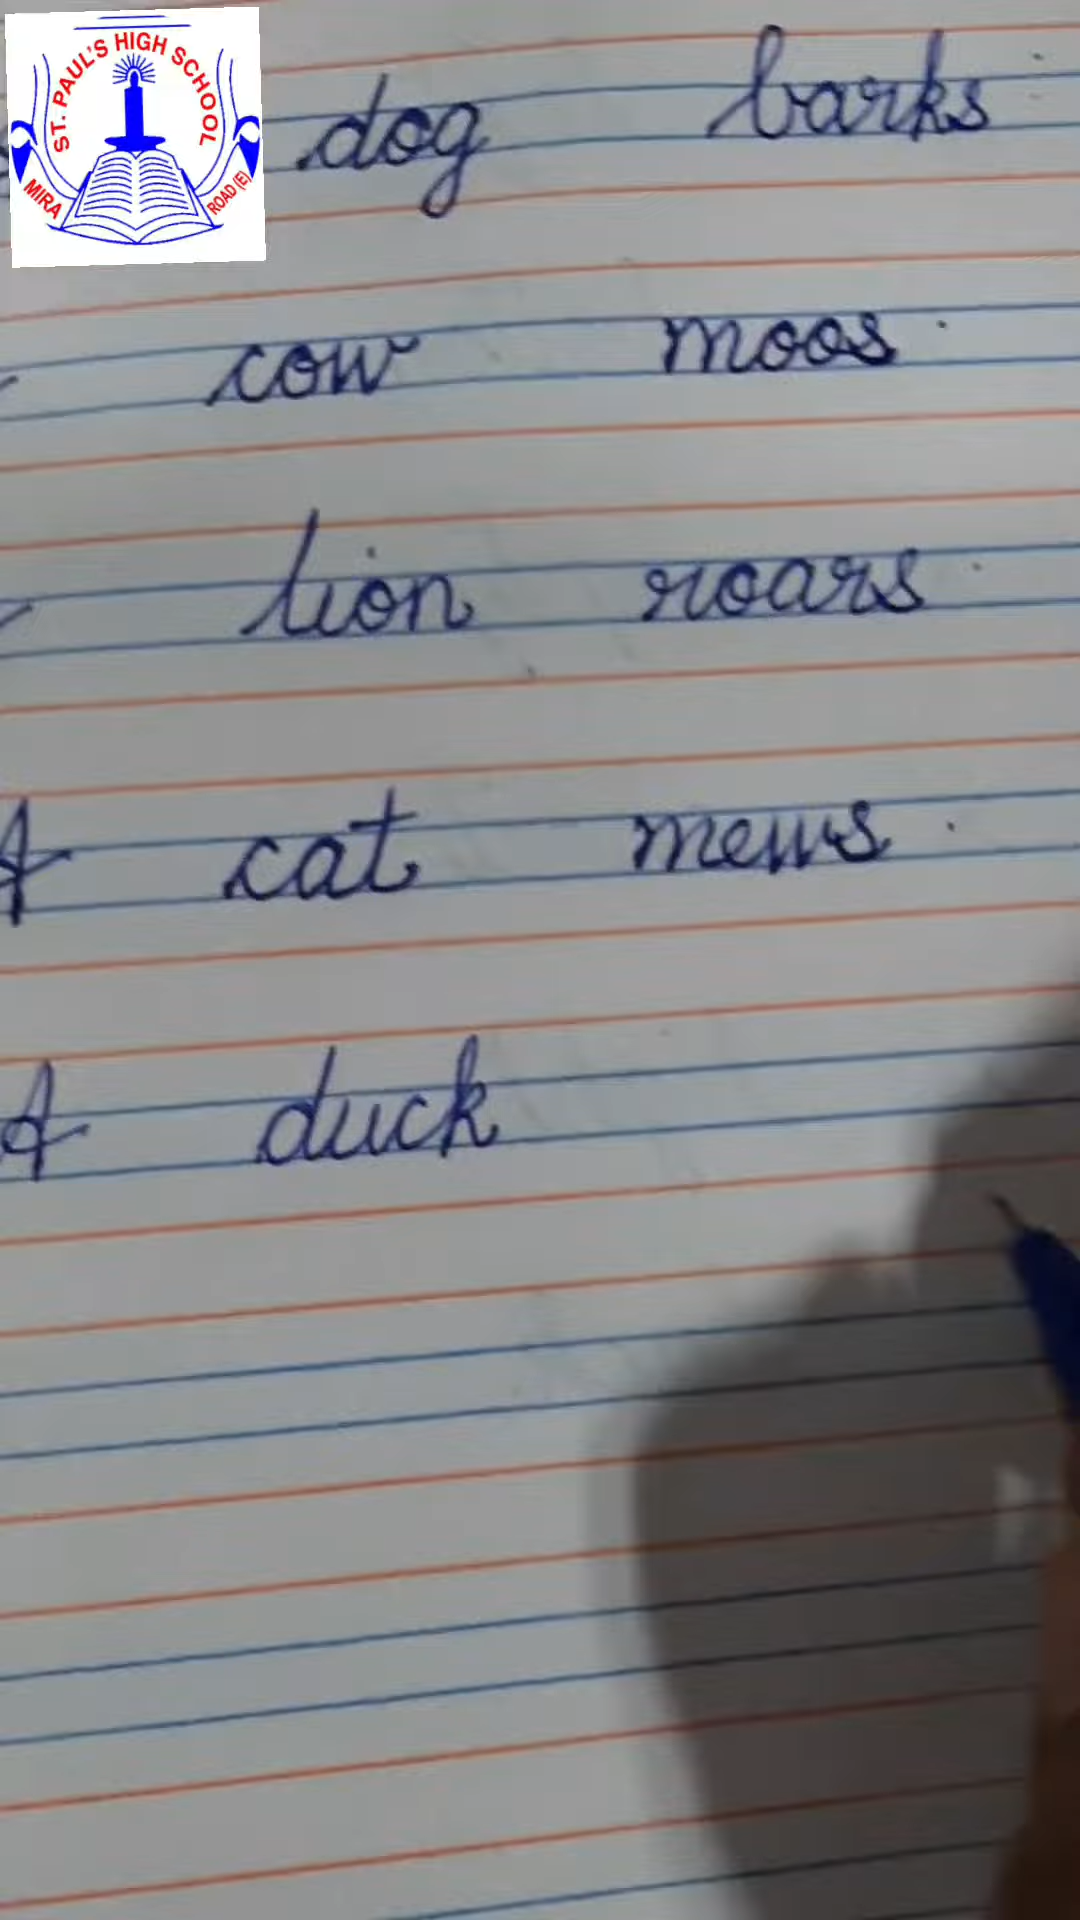 ST. PAUL'S HIGH SCHOOL
MIRA ROAD (E)
dog barks
cow moos.
lion roars.
A cat mews.
A duck